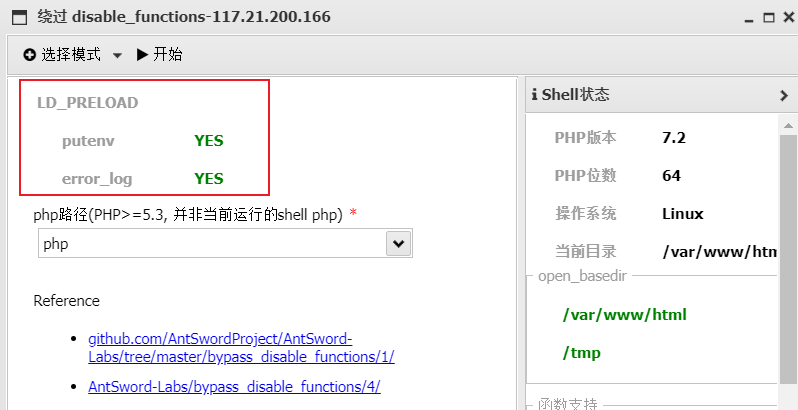 绕过 disable_functions-117.21.200.166
选择模式 开始
LD_PRELOAD
putenv YES
error_log YES
php路径(PHP>=5.3, 并非当前运行的shell php) *
php
Reference
github.com/AntSwordProject/AntSword-
Labs/tree/master/bypass_disable_functions/1/
AntSword-Labs/bypass_disable_functions/4/
Shell状态
PHP版本 7.2
PHP位数 64
操作系统 Linux
当前目录 /var/www/htm
open_basedir
/var/www/html
/tmp
函数支持